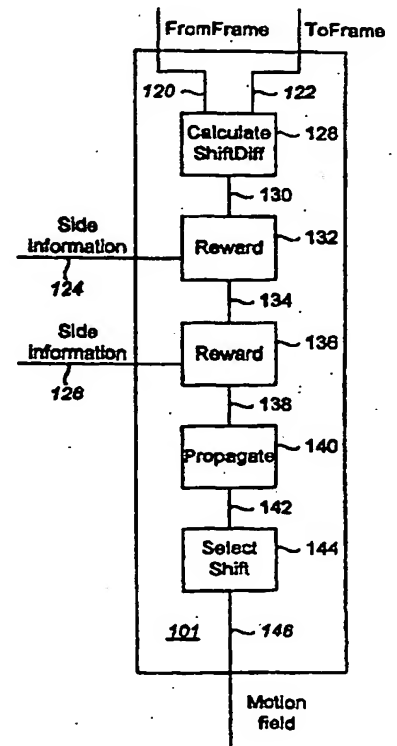 FromFrame
ToFrame
120
122
Calculate
ShiftDiff
128
130
Side
Information
124
Reward
132
134
Side
Information
126
Reward
136
138
Propagate
140
142
Select
Shift
144
101
146
Motion
field